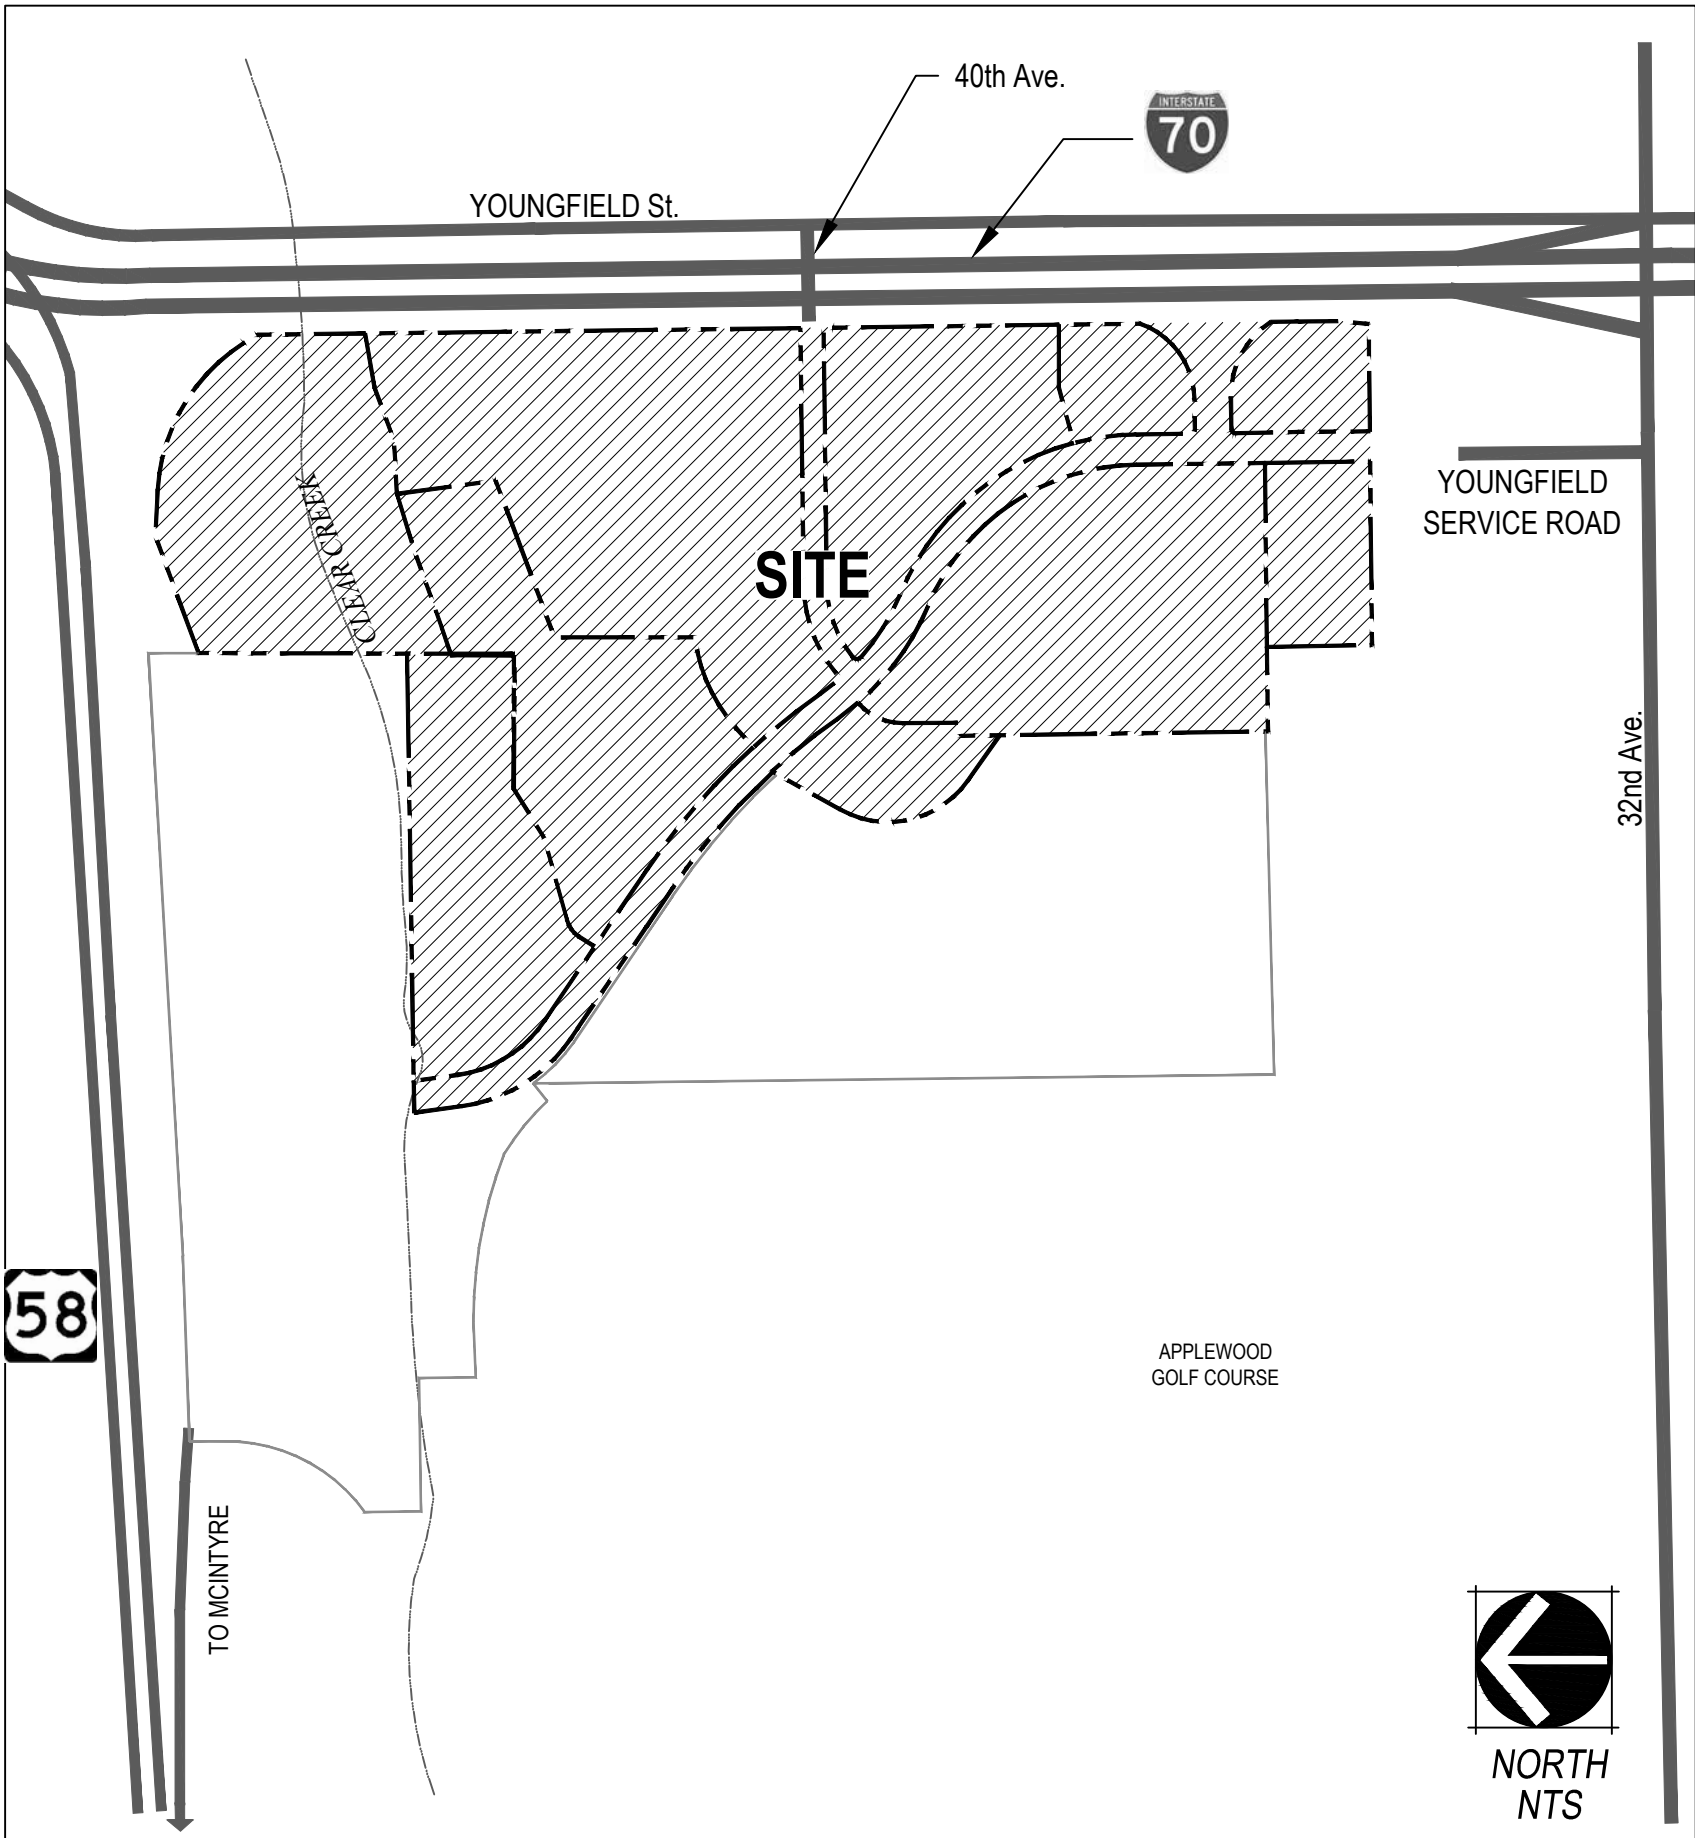 40th Ave.
INTERSTATE
70
YOUNGFIELD St.
CLEAR CREEK
SITE
YOUNGFIELD
SERVICE ROAD
32nd Ave.
58
APPLEWOOD
GOLF COURSE
TO MCINTYRE
NORTH
NTS